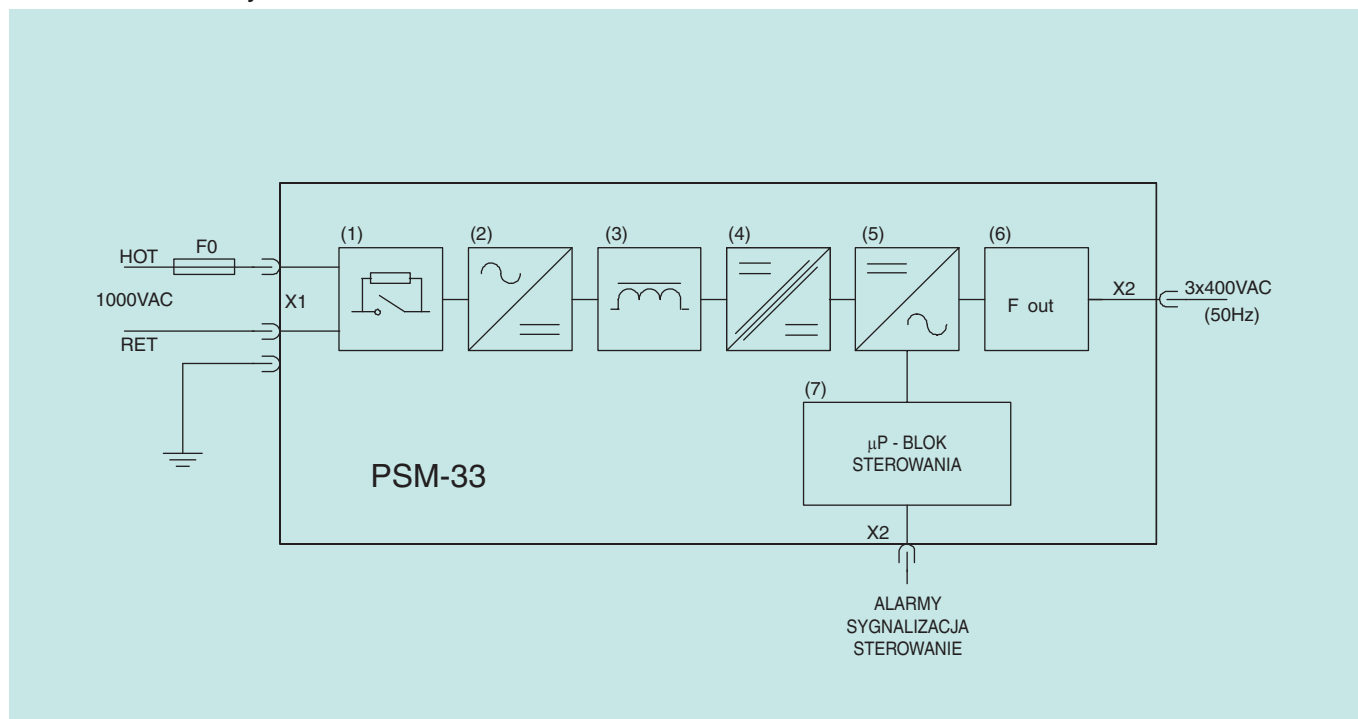 (1)
(2)
(3)
(4)
(5)
(6)
HOT
F0
1000VAC
X1
RET
F out
X2
3x400VAC
(50Hz)
(7)
µP - BLOK
STEROWANIA
PSM-33
X2
ALARMY
SYGNALIZACJA
STEROWANIE